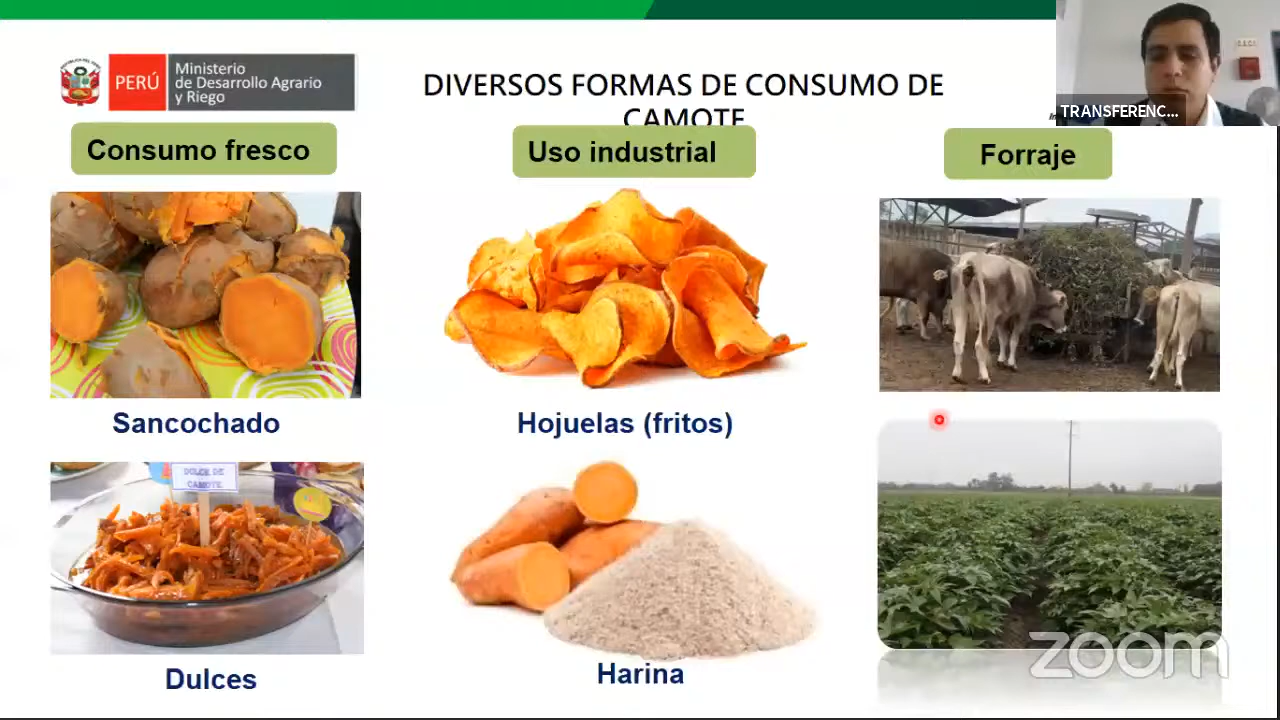 PERÚ
Ministerio
de Desarrollo Agrario
y Riego
DIVERSOS FORMAS DE CONSUMO DE
CAMOTE
TRANSFERENC...
Consumo fresco
Uso industrial
Forraje
Sancochado
Hojuelas (fritos)
DULCE DE
CAMOTE
Dulces
Harina
zoom